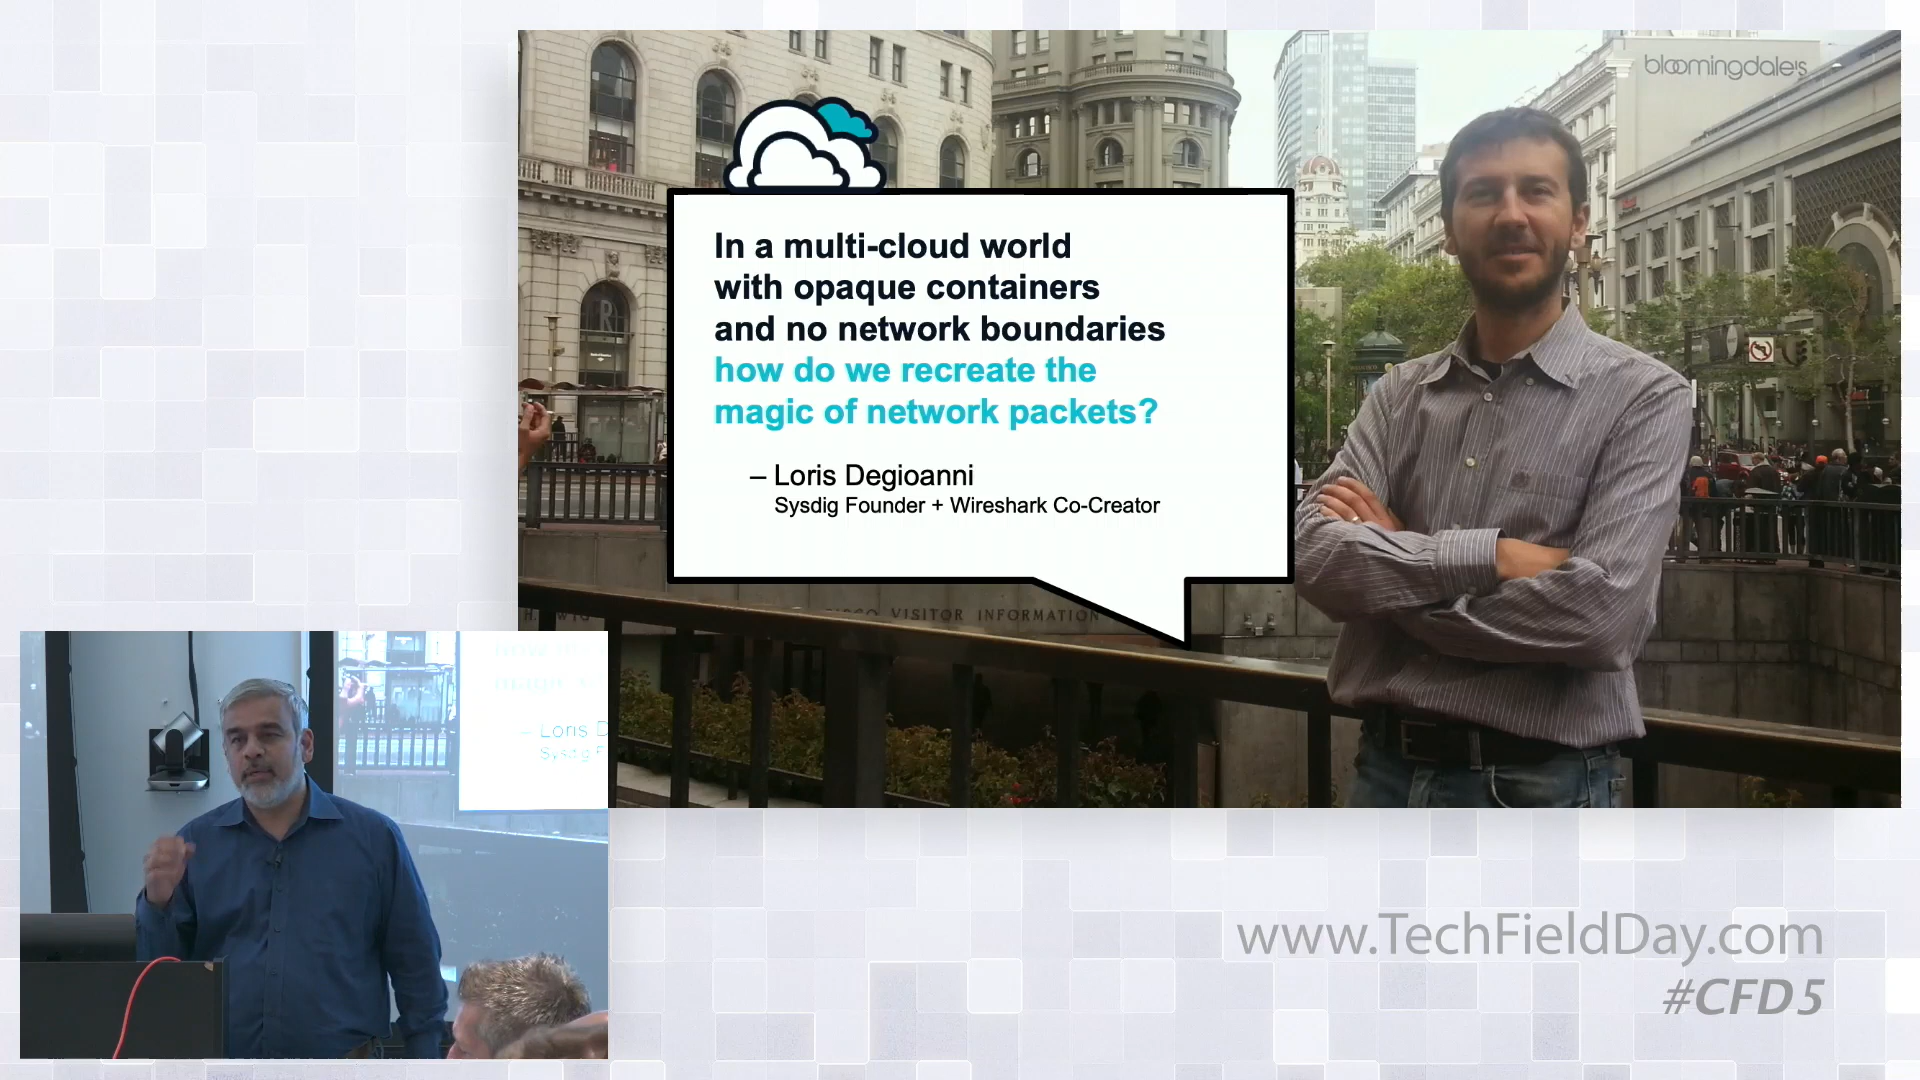 bloomingdale's
In a multi-cloud world
with opaque containers
and no network boundaries
how do we recreate the
magic of network packets?
– Loris Degioanni
Sysdig Founder + Wireshark Co-Creator
R
VISITOR INFORMATION
Loris D
www.TechFieldDay.com
#CFD5